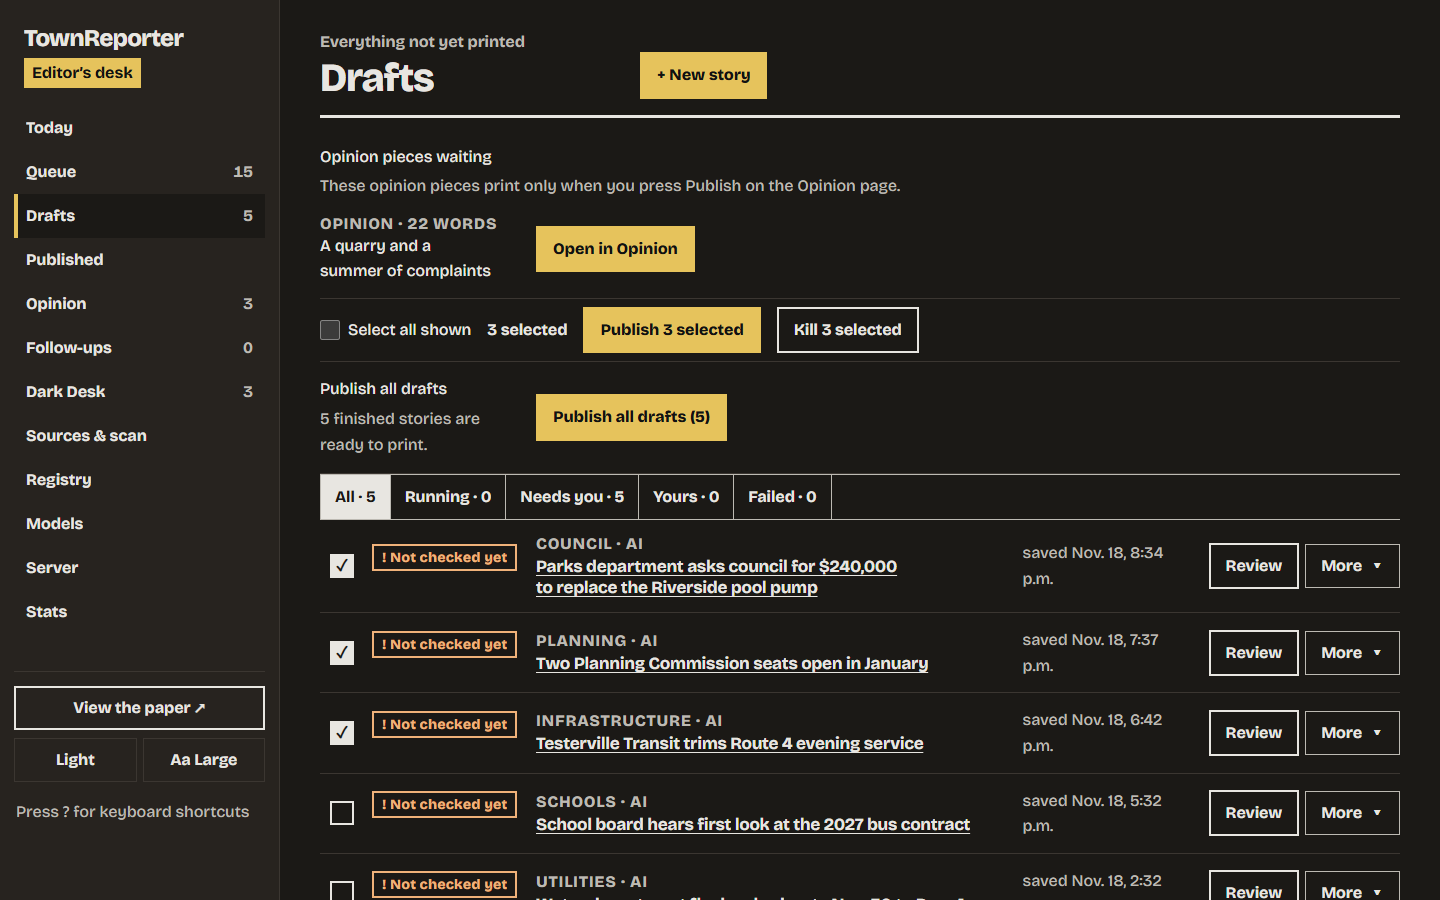 TownReporter
Editor's desk
Today
Queue 15
Drafts 5
Published
Opinion 3
Follow-ups 0
Dark Desk 3
Sources & scan
Registry
Models
Server
Stats
View the paper ↗
Light
Aa Large
Press ? for keyboard shortcuts
Everything not yet printed
Drafts
+ New story
Opinion pieces waiting
These opinion pieces print only when you press Publish on the Opinion page.
OPINION · 22 WORDS
A quarry and a
summer of complaints
Open in Opinion
Select all shown
3 selected
Publish 3 selected
Kill 3 selected
Publish all drafts
5 finished stories are
ready to print.
Publish all drafts (5)
All · 5
Running · 0
Needs you · 5
Yours · 0
Failed · 0
! Not checked yet
COUNCIL · AI
Parks department asks council for $240,000
to replace the Riverside pool pump
saved Nov. 18, 8:34
p.m.
Review
More ▼
! Not checked yet
PLANNING · AI
Two Planning Commission seats open in January
saved Nov. 18, 7:37
p.m.
Review
More ▼
! Not checked yet
INFRASTRUCTURE · AI
Testerville Transit trims Route 4 evening service
saved Nov. 18, 6:42
p.m.
Review
More ▼
! Not checked yet
SCHOOLS · AI
School board hears first look at the 2027 bus contract
saved Nov. 18, 5:32
p.m.
Review
More ▼
! Not checked yet
UTILITIES · AI
saved Nov. 18, 2:32
Review
More ▼